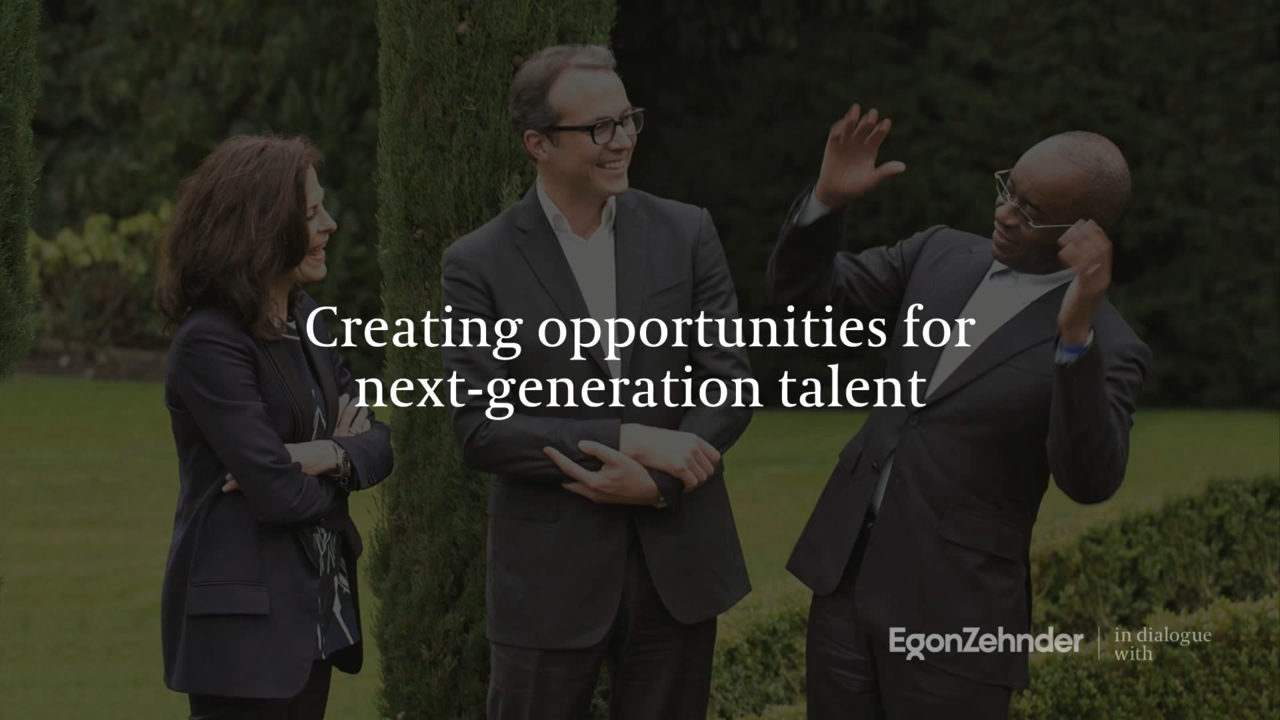 Creating opportunities for
next-generation talent
EgonZehnder
in dialogue
with